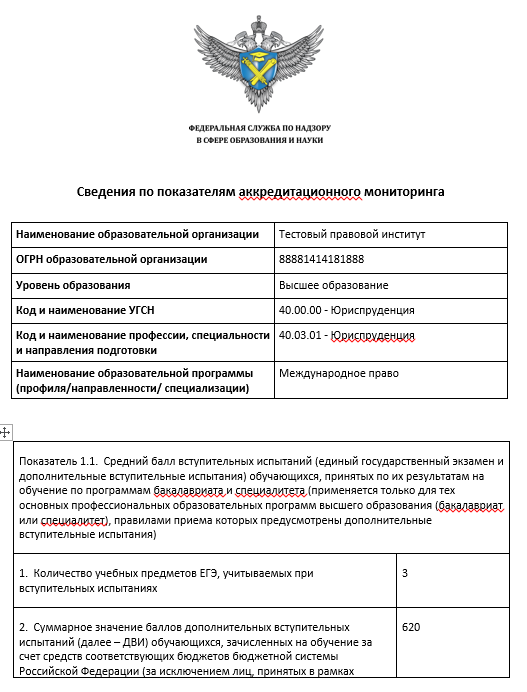 ФЕДЕРАЛЬНАЯ СЛУЖБА ПО НАДЗОРУ
В СФЕРЕ ОБРАЗОВАНИЯ И НАУКИ
Сведения по показателям аккредитационного мониторинга
Наименование образовательной организации
Тестовый правовой институт
ОГРН образовательной организации
88881414181888
Уровень образования
Высшее образование
Код и наименование УГСН
40.00.00 - Юриспруденция
Код и наименование профессии, специальности
и направления подготовки
40.03.01 - Юриспруденция
Наименование образовательной программы
(профиля/направленности/ специализации)
Международное право
Показатель 1.1.  Средний балл вступительных испытаний (единый государственный экзамен и
дополнительные вступительные испытания) обучающихся, принятых по их результатам на
обучение по программам бакалавриата и специалитета (применяется только для тех
основных профессиональных образовательных программ высшего образования (бакалавриат
или специалитет), правилами приема которых предусмотрены дополнительные
вступительные испытания)
1.  Количество учебных предметов ЕГЭ, учитываемых при
вступительных испытаниях
3
2.  Суммарное значение баллов дополнительных вступительных
испытаний (далее – ДВИ) обучающихся, зачисленных на обучение за
счет средств соответствующих бюджетов бюджетной системы
Российской Федерации (за исключением лиц, принятых в рамках
620